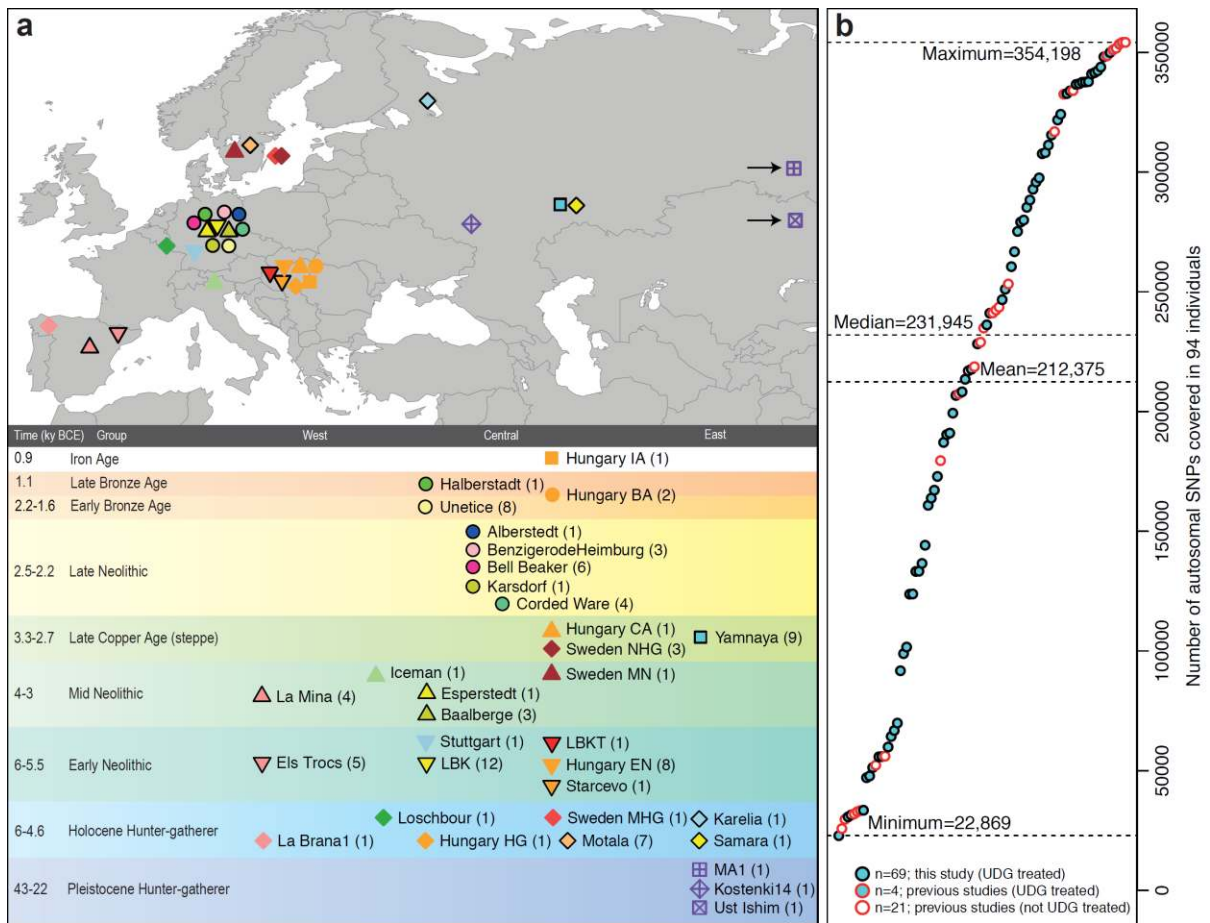 a
Time (ky BCE) Group West Central East
0.9 Iron Age Hungary IA (1)
1.1 Late Bronze Age Halberstadt (1)
Hungary BA (2)
2.2-1.6 Early Bronze Age Unetice (8)
Alberstedt (1)
BenzigerodeHeimburg (3)
2.5-2.2 Late Neolithic Bell Beaker (6)
Karsdorf (1)
Corded Ware (4)
Hungary CA (1)
3.3-2.7 Late Copper Age (steppe) Yamnaya (9)
Sweden NHG (3)
Iceman (1) Sweden MN (1)
4-3 Mid Neolithic La Mina (4) Esperstedt (1)
Baalberge (3)
Stuttgart (1) LBKT (1)
6-5.5 Early Neolithic Els Trocs (5) LBK (12) Hungary EN (8)
Starcevo (1)
Loschbour (1) Sweden MHG (1) Karelia (1)
6-4.6 Holocene Hunter-gatherer La Brana1 (1) Hungary HG (1) Motala (7) Samara (1)
MA1 (1)
43-22 Pleistocene Hunter-gatherer Kostenki14 (1)
Ust Ishim (1)
b
Maximum=354,198
Median=231,945
Mean=212,375
Minimum=22,869
n=69; this study (UDG treated)
n=4; previous studies (UDG treated)
n=21; previous studies (not UDG treated)
350000
300000
250000
200000
150000
100000
50000
0
Number of autosomal SNPs covered in 94 individuals